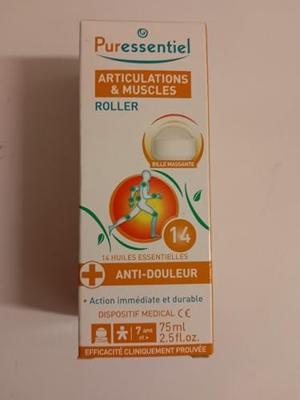 Puressentiel
ARTICULATIONS
& MUSCLES
ROLLER
BILLE MASSANTE
14
14 HUILES ESSENTIELLES
+ ANTI-DOULEUR
• Action immédiate et durable
DISPOSITIF MEDICAL CE
7 ans et + 75ml
2.5fl.oz.
EFFICACITÉ CLINIQUEMENT PROUVÉE